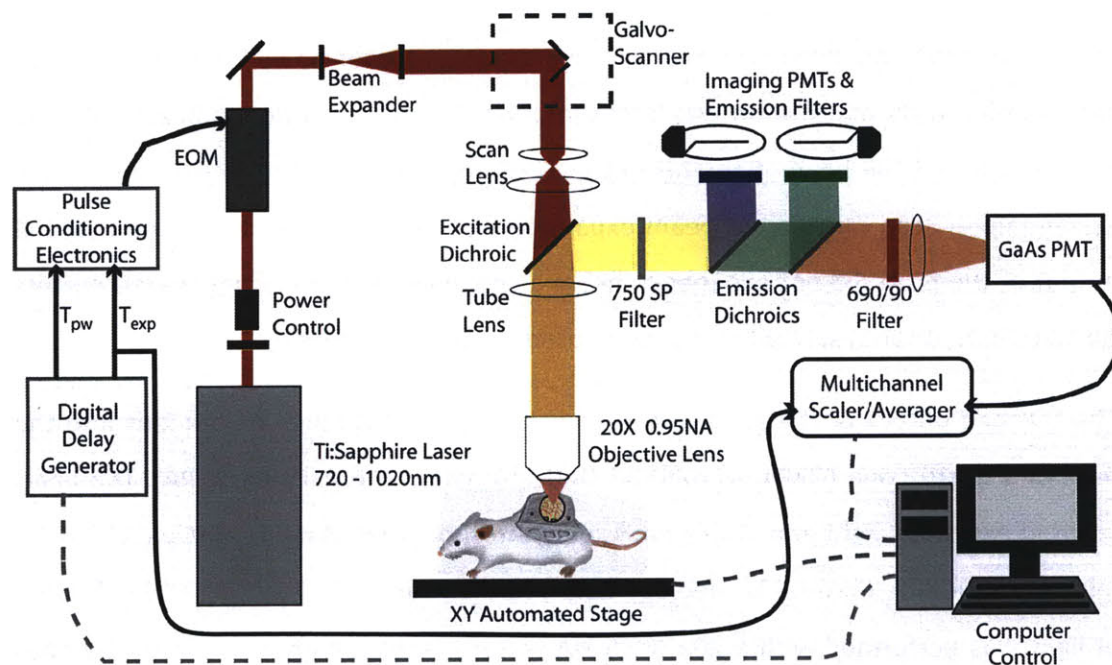 Galvo-
Scanner
Beam
Expander
Imaging PMTs &
Emission Filters
EOM
Scan
Lens
Pulse
Conditioning
Electronics
Excitation
Dichroic
GaAs PMT
Tube
Lens
750 SP
Filter
Emission
Dichroics
690/90
Filter
Power
Control
Tpw
Texp
Multichannel
Scaler/Averager
Digital
Delay
Generator
Ti:Sapphire Laser
720 - 1020nm
20X 0.95NA
Objective Lens
XY Automated Stage
Computer
Control